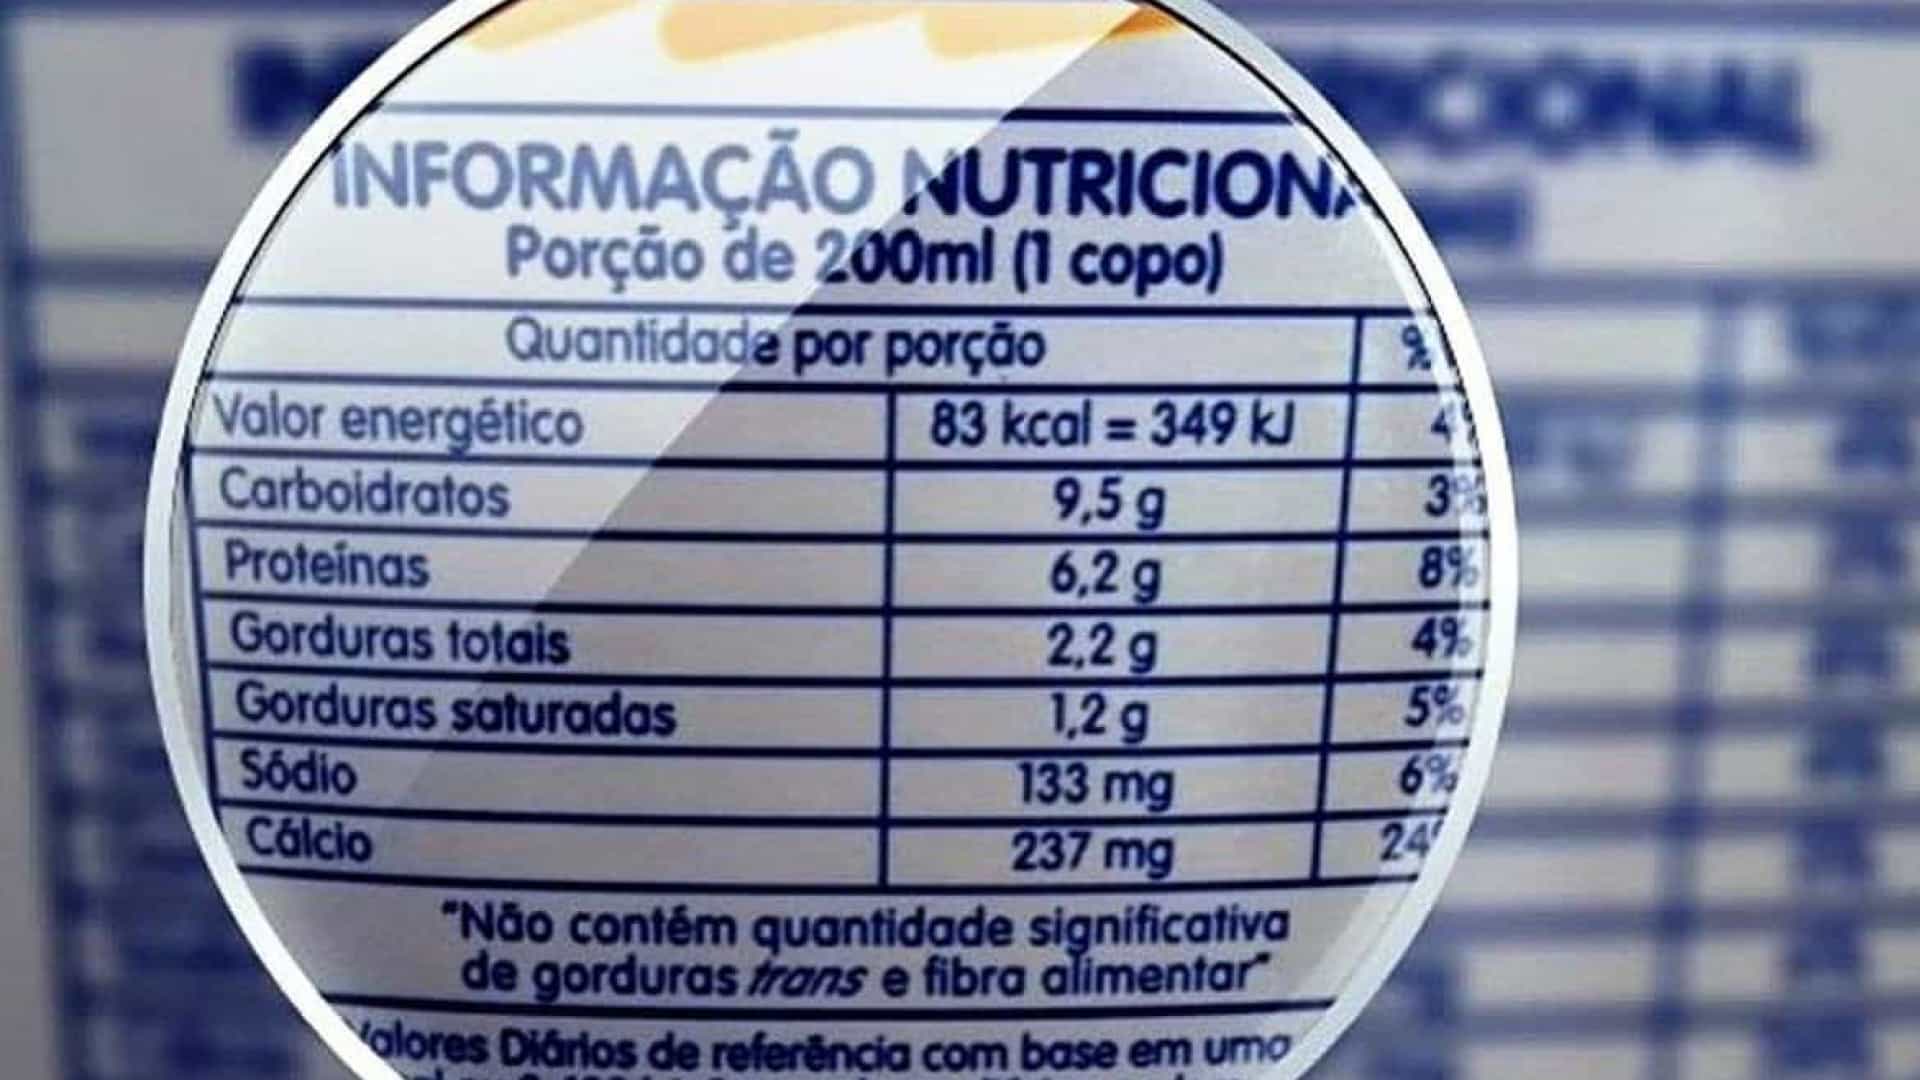 INFORMAÇÃO NUTRICIONA
Porção de 200ml (1 copo)
Quantidade por porção %
Valor energético 83 kcal = 349 kJ 4%
Carboidratos 9,5 g 3%
Proteínas 6,2 g 8%
Gorduras totais 2,2 g 4%
Gorduras saturadas 1,2 g 5%
Sódio 133 mg 6%
Cálcio 237 mg 24%
"Não contém quantidade significativa
de gorduras trans e fibra alimentar"
Valores Diários de referência com base em uma